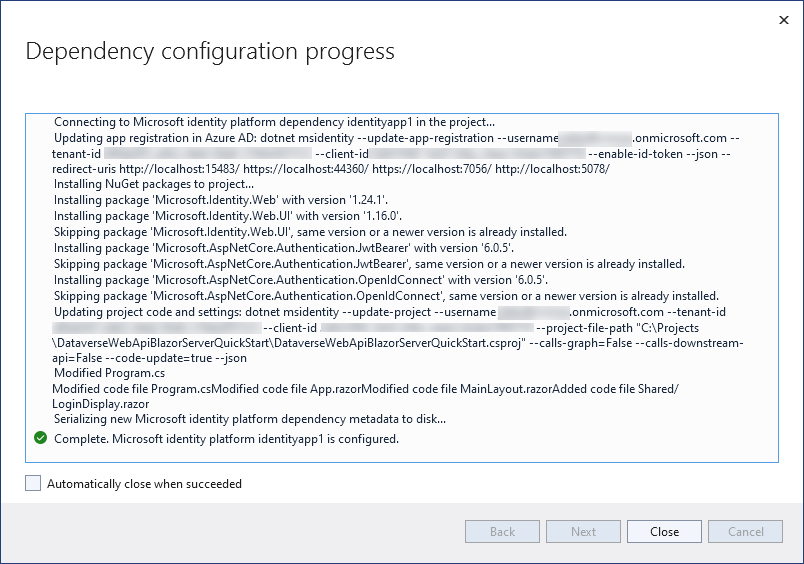 Dependency configuration progress
Connecting to Microsoft identity platform dependency identityapp1 in the project...
Updating app registration in Azure AD: dotnet msidentity --update-app-registration --username .onmicrosoft.com --
tenant-id --client-id --enable-id-token --json --
redirect-uris http://localhost:15483/ https://localhost:44360/ https://localhost:7056/ http://localhost:5078/
Installing NuGet packages to project...
Installing package 'Microsoft.Identity.Web' with version '1.24.1'.
Installing package 'Microsoft.Identity.Web.UI' with version '1.16.0'.
Skipping package 'Microsoft.Identity.Web.UI', same version or a newer version is already installed.
Installing package 'Microsoft.AspNetCore.Authentication.JwtBearer' with version '6.0.5'.
Skipping package 'Microsoft.AspNetCore.Authentication.JwtBearer', same version or a newer version is already installed.
Installing package 'Microsoft.AspNetCore.Authentication.OpenIdConnect' with version '6.0.5'.
Skipping package 'Microsoft.AspNetCore.Authentication.OpenIdConnect', same version or a newer version is already installed.
Updating project code and settings: dotnet msidentity --update-project --username .onmicrosoft.com --tenant-id
--client-id --project-file-path "C:\Projects
\DataverseWebApiBlazorServerQuickStart\DataverseWebApiBlazorServerQuickStart.csproj" --calls-graph=False --calls-downstream-
api=False --code-update=true --json
Modified Program.cs
Modified code file Program.csModified code file App.razorModified code file MainLayout.razorAdded code file Shared/
LoginDisplay.razor
Serializing new Microsoft identity platform dependency metadata to disk...
Complete. Microsoft identity platform identityapp1 is configured.
Automatically close when succeeded
Back
Next
Close
Cancel